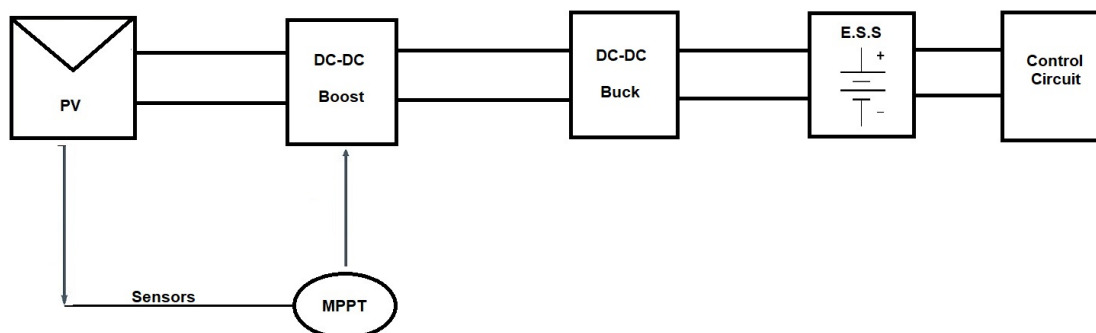 PV
DC-DC
Boost
DC-DC
Buck
E.S.S
+
−
Control
Circuit
Sensors
MPPT